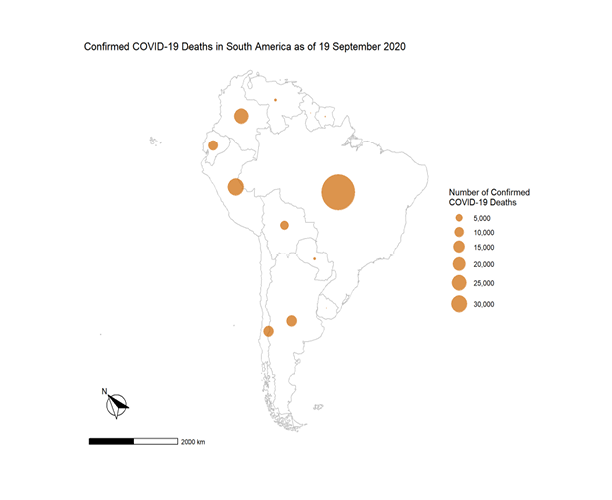 Confirmed COVID-19 Deaths in South America as of 19 September 2020
Number of Confirmed
COVID-19 Deaths
5,000
10,000
15,000
20,000
25,000
30,000
N
2000 km